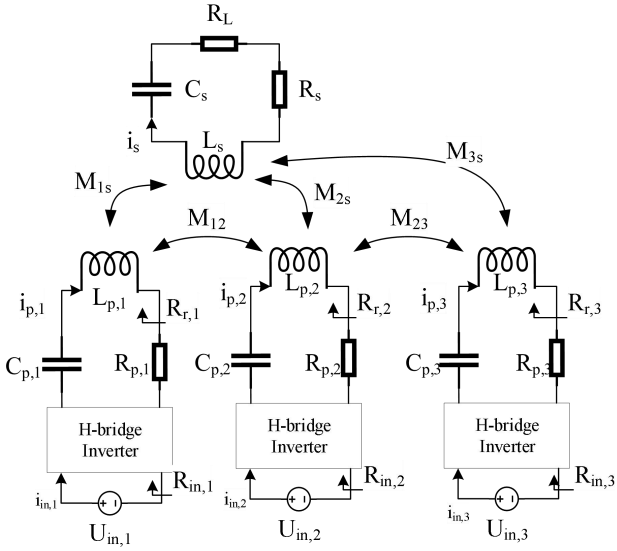 R_L
C_s
R_s
i_s
L_s
M_3s
M_1s
M_2s
M_12
M_23
i_p,1
L_p,1
R_r,1
i_p,2
L_p,2
R_r,2
i_p,3
L_p,3
R_r,3
C_p,1
R_p,1
C_p,2
R_p,2
C_p,3
R_p,3
H-bridge
Inverter
H-bridge
Inverter
H-bridge
Inverter
i_in,1
R_in,1
i_in,2
R_in,2
i_in,3
R_in,3
+ -
+ -
+ -
U_in,1
U_in,2
U_in,3